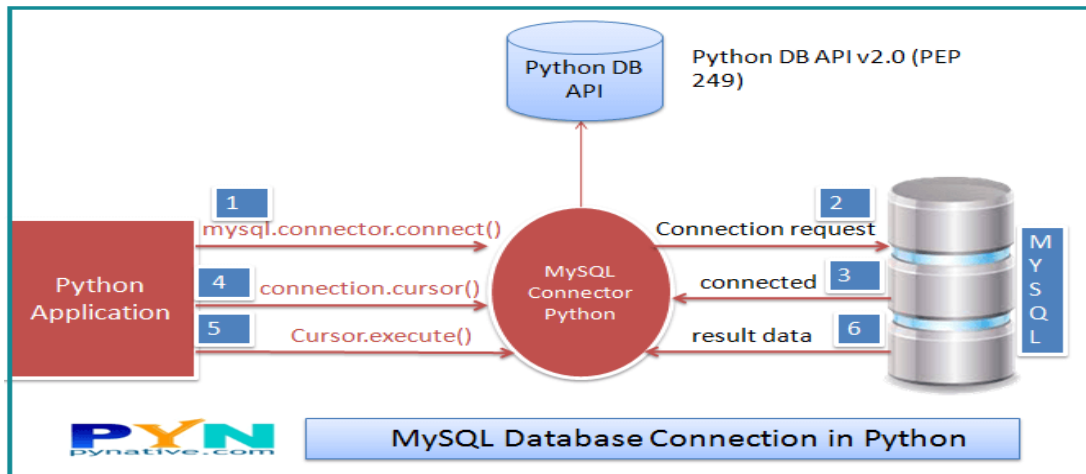 Python DB
API
Python DB API v2.0 (PEP
249)
1
mysql.connector.connect()
2
Connection request
Python
Application
4
connection.cursor()
5
Cursor.execute()
MySQL
Connector
Python
3
connected
6
result data
M
Y
S
Q
L
PYN
pynative.com
MySQL Database Connection in Python